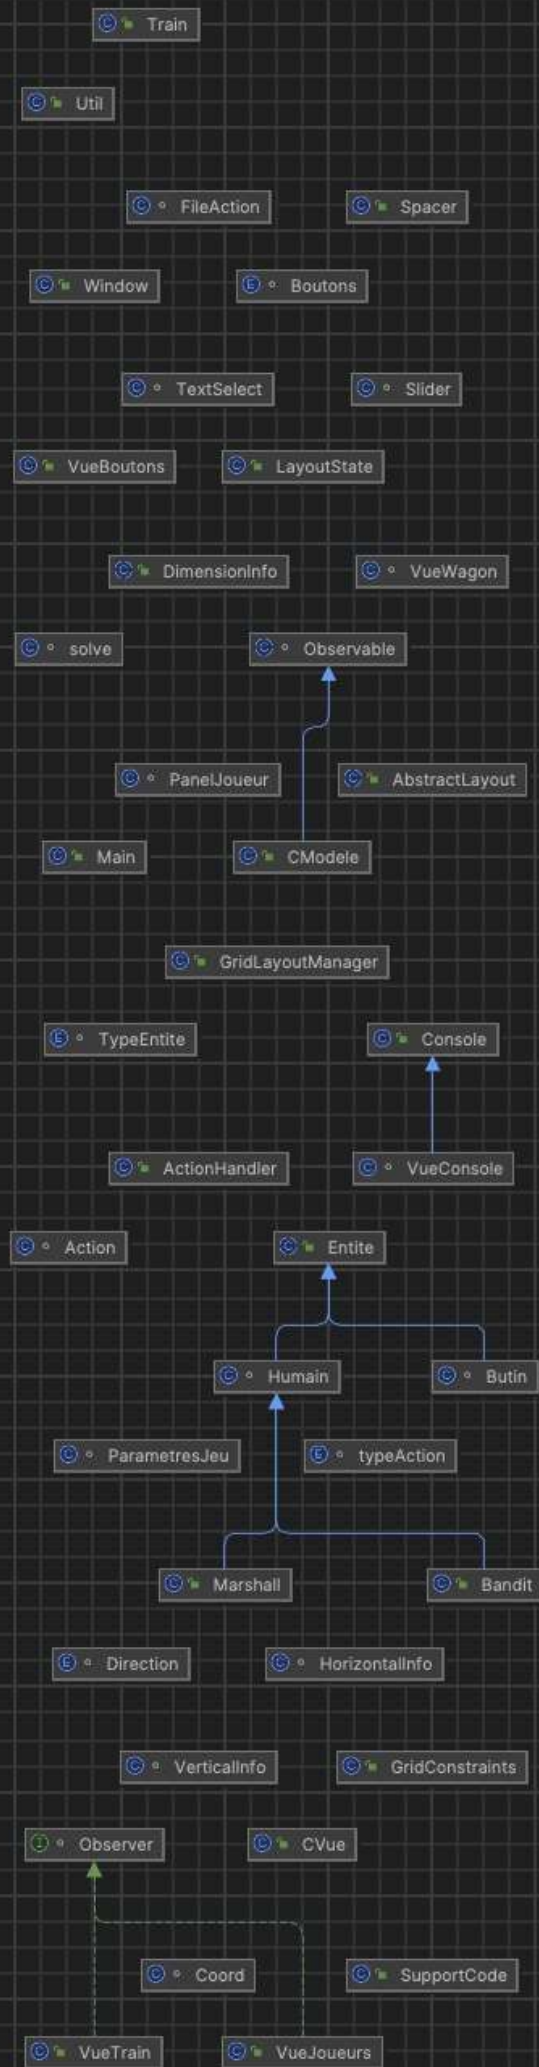 Train
Util
FileAction
Spacer
Window
Boutons
TextSelect
Slider
VueBoutons
LayoutState
DimensionInfo
VueWagon
solve
Observable
PanelJoueur
AbstractLayout
Main
CModele
GridLayoutManager
TypeEntite
Console
ActionHandler
VueConsole
Action
Entite
Humain
Butin
ParametresJeu
typeAction
Marshall
Bandit
Direction
HorizontalInfo
VerticalInfo
GridConstraints
Observer
CVue
Coord
SupportCode
VueTrain
VueJoueurs